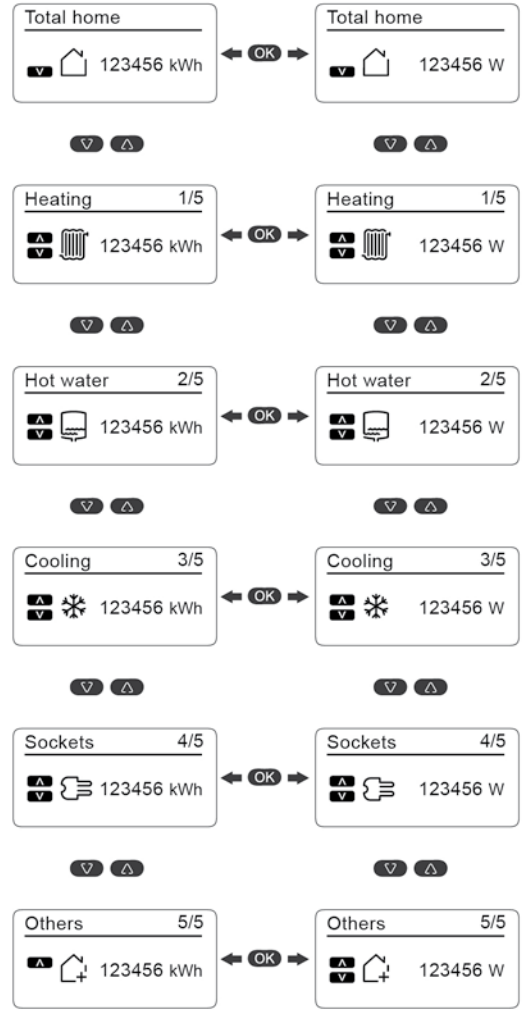 Total home
123456 kWh
OK
Total home
123456 W
Heating 1/5
123456 kWh
OK
Heating 1/5
123456 W
Hot water 2/5
123456 kWh
OK
Hot water 2/5
123456 W
Cooling 3/5
123456 kWh
OK
Cooling 3/5
123456 W
Sockets 4/5
123456 kWh
OK
Sockets 4/5
123456 W
Others 5/5
123456 kWh
OK
Others 5/5
123456 W